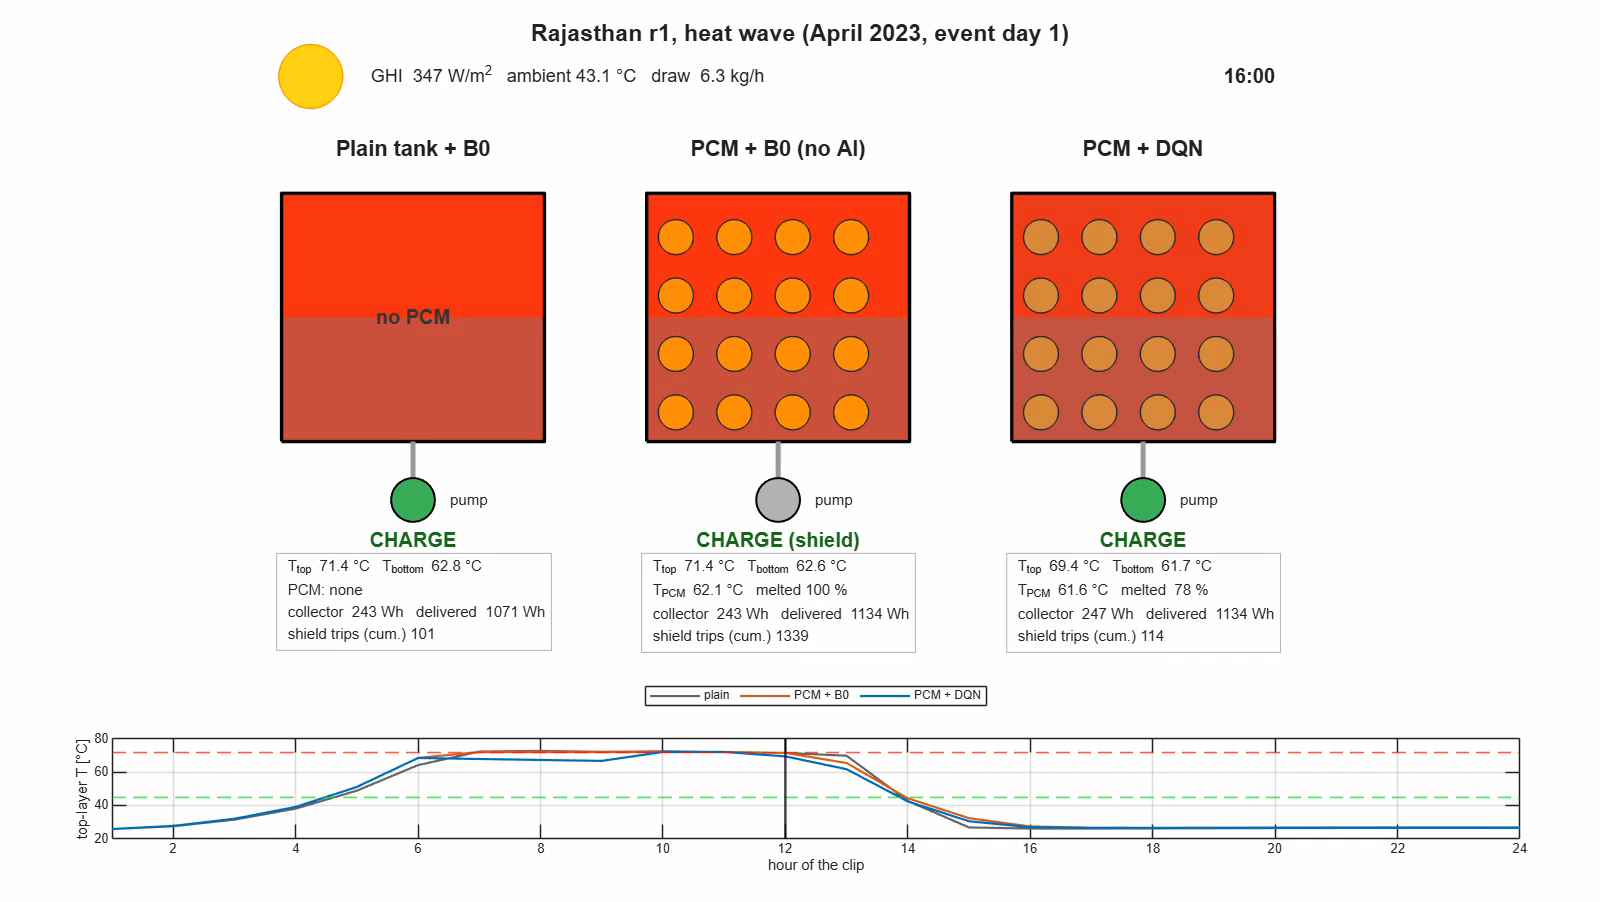 Rajasthan r1, heat wave (April 2023, event day 1)
GHI 347 W/m² ambient 43.1 °C draw 6.3 kg/h
16:00
Plain tank + B0
PCM + B0 (no AI)
PCM + DQN
no PCM
pump
pump
pump
CHARGE
CHARGE (shield)
CHARGE
Ttop 71.4 °C Tbottom 62.8 °C
PCM: none
collector 243 Wh delivered 1071 Wh
shield trips (cum.) 101
Ttop 71.4 °C Tbottom 62.6 °C
TPCM 62.1 °C melted 100 %
collector 243 Wh delivered 1134 Wh
shield trips (cum.) 1339
Ttop 69.4 °C Tbottom 61.7 °C
TPCM 61.6 °C melted 78 %
collector 247 Wh delivered 1134 Wh
shield trips (cum.) 114
plain PCM + B0 PCM + DQN
top-layer T [°C]
80
60
40
20
2 4 6 8 10 12 14 16 18 20 22 24
hour of the clip